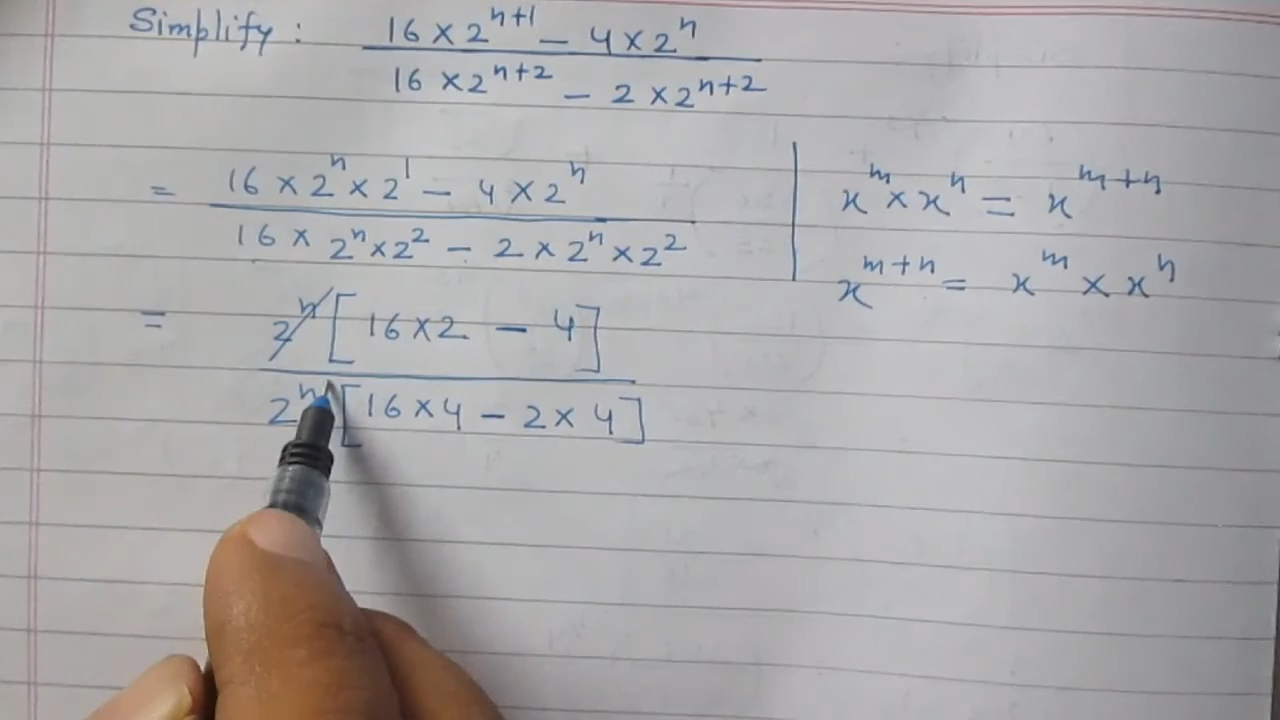 Simplify : 16 × 2^{n+1} − 4 × 2^n
16 × 2^{n+2} − 2 × 2^{n+2}
= 16 × 2^n × 2^1 − 4 × 2^n
16 × 2^n × 2^2 − 2 × 2^n × 2^2
= 2^n [16 × 2 − 4]
2^n [16 × 4 − 2 × 4]
x^m × x^n = x^{m+n}
x^{m+n} = x^m × x^n